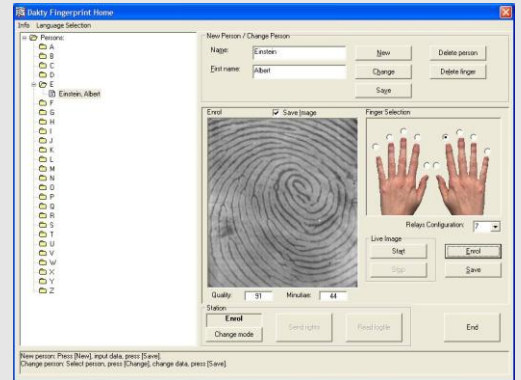 Dakty Fingerprint Home
Info Language Selection
Persons:
A
B
C
D
E
Einstein, Albert
F
G
H
I
J
K
L
M
N
O
P
Q
R
S
T
U
V
W
X
Y
Z
New Person / Change Person
Name: Einstein
First name: Albert
New
Delete person
Change
Delete finger
Save
Enrol
Save Image
Quality: 91 Minutiae: 44
Finger Selection
Relays Configuration: 7
Live Image
Start
Stop
Enrol
Save
Station
Enrol
Change mode
Send rights
Read logfile
End
New person: Press [New], input data, press [Save].
Change person: Select person, press [Change], change data, press [Save].